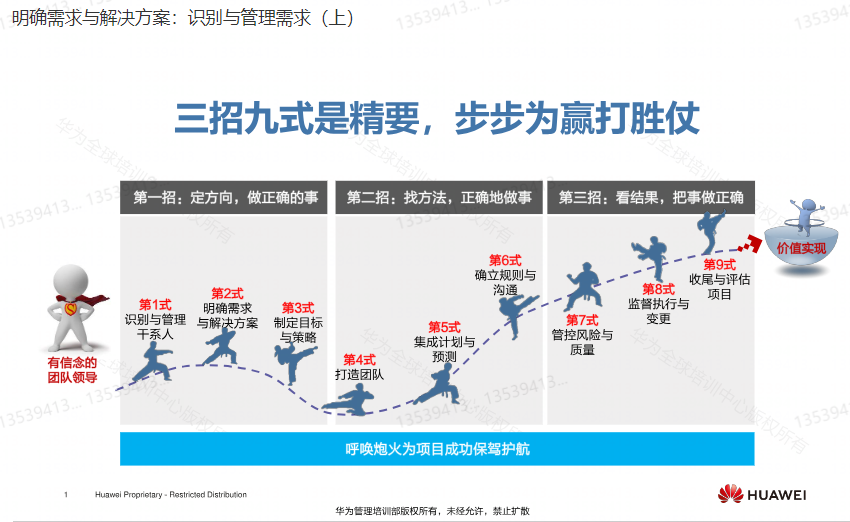 明确需求与解决方案：识别与管理需求（上）
三招九式是精要，步步为赢打胜仗
第一招：定方向，做正确的事
第二招：找方法，正确地做事
第三招：看结果，把事做正确
有信念的
团队领导
第1式
识别与管理
干系人
第2式
明确需求
与解决方案
第3式
制定目标
与策略
第4式
打造团队
第5式
集成计划与
预测
第6式
确立规则与
沟通
第7式
管控风险与
质量
第8式
监督执行与
变更
第9式
收尾与评估
项目
价值实现
呼唤炮火为项目成功保驾护航
1
Huawei Proprietary - Restricted Distribution
华为管理培训部版权所有，未经允许，禁止扩散
HUAWEI